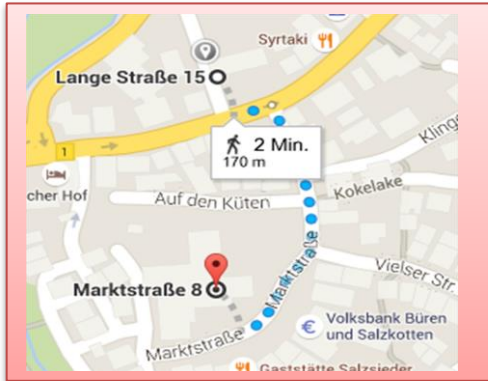 Syrtaki
Lange Straße 15
2 Min.
170 m
1
cher Hof
Auf den Küten
Kokelake
Marktstraße
Vielser Str.
Marktstraße 8
Volksbank Büren
und Salzkotten
Marktstraße
Gaststätte Salzsieder